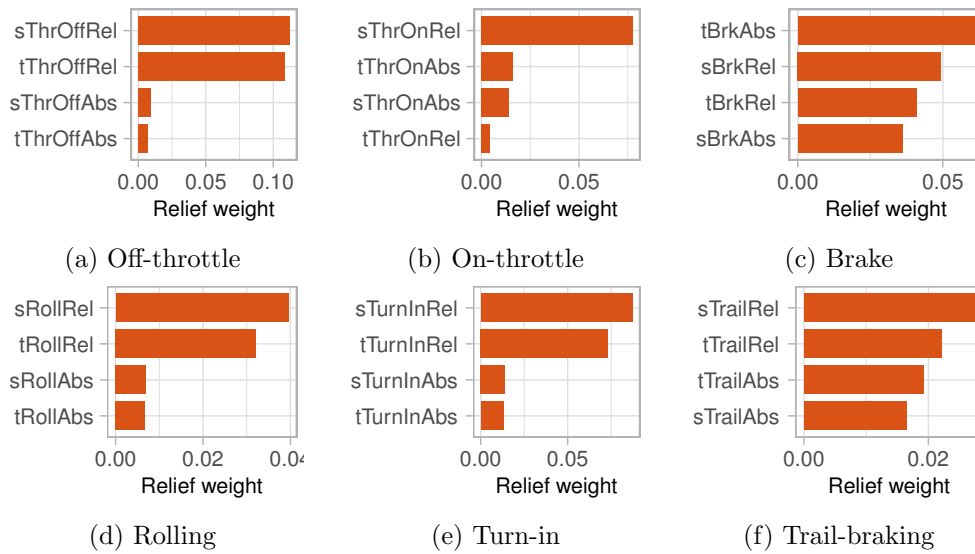 sThrOffRel
tThrOffRel
sThrOffAbs
tThrOffAbs
0.00 0.05 0.10
Relief weight
(a) Off-throttle
sThrOnRel
tThrOnAbs
sThrOnAbs
tThrOnRel
0.00 0.05
Relief weight
(b) On-throttle
tBrkAbs
sBrkRel
tBrkRel
sBrkAbs
0.00 0.05
Relief weight
(c) Brake
sRollRel
tRollRel
sRollAbs
tRollAbs
0.00 0.02 0.04
Relief weight
(d) Rolling
sTurnInRel
tTurnInRel
sTurnInAbs
tTurnInAbs
0.00 0.05
Relief weight
(e) Turn-in
sTrailRel
tTrailRel
tTrailAbs
sTrailAbs
0.00 0.02
Relief weight
(f) Trail-braking